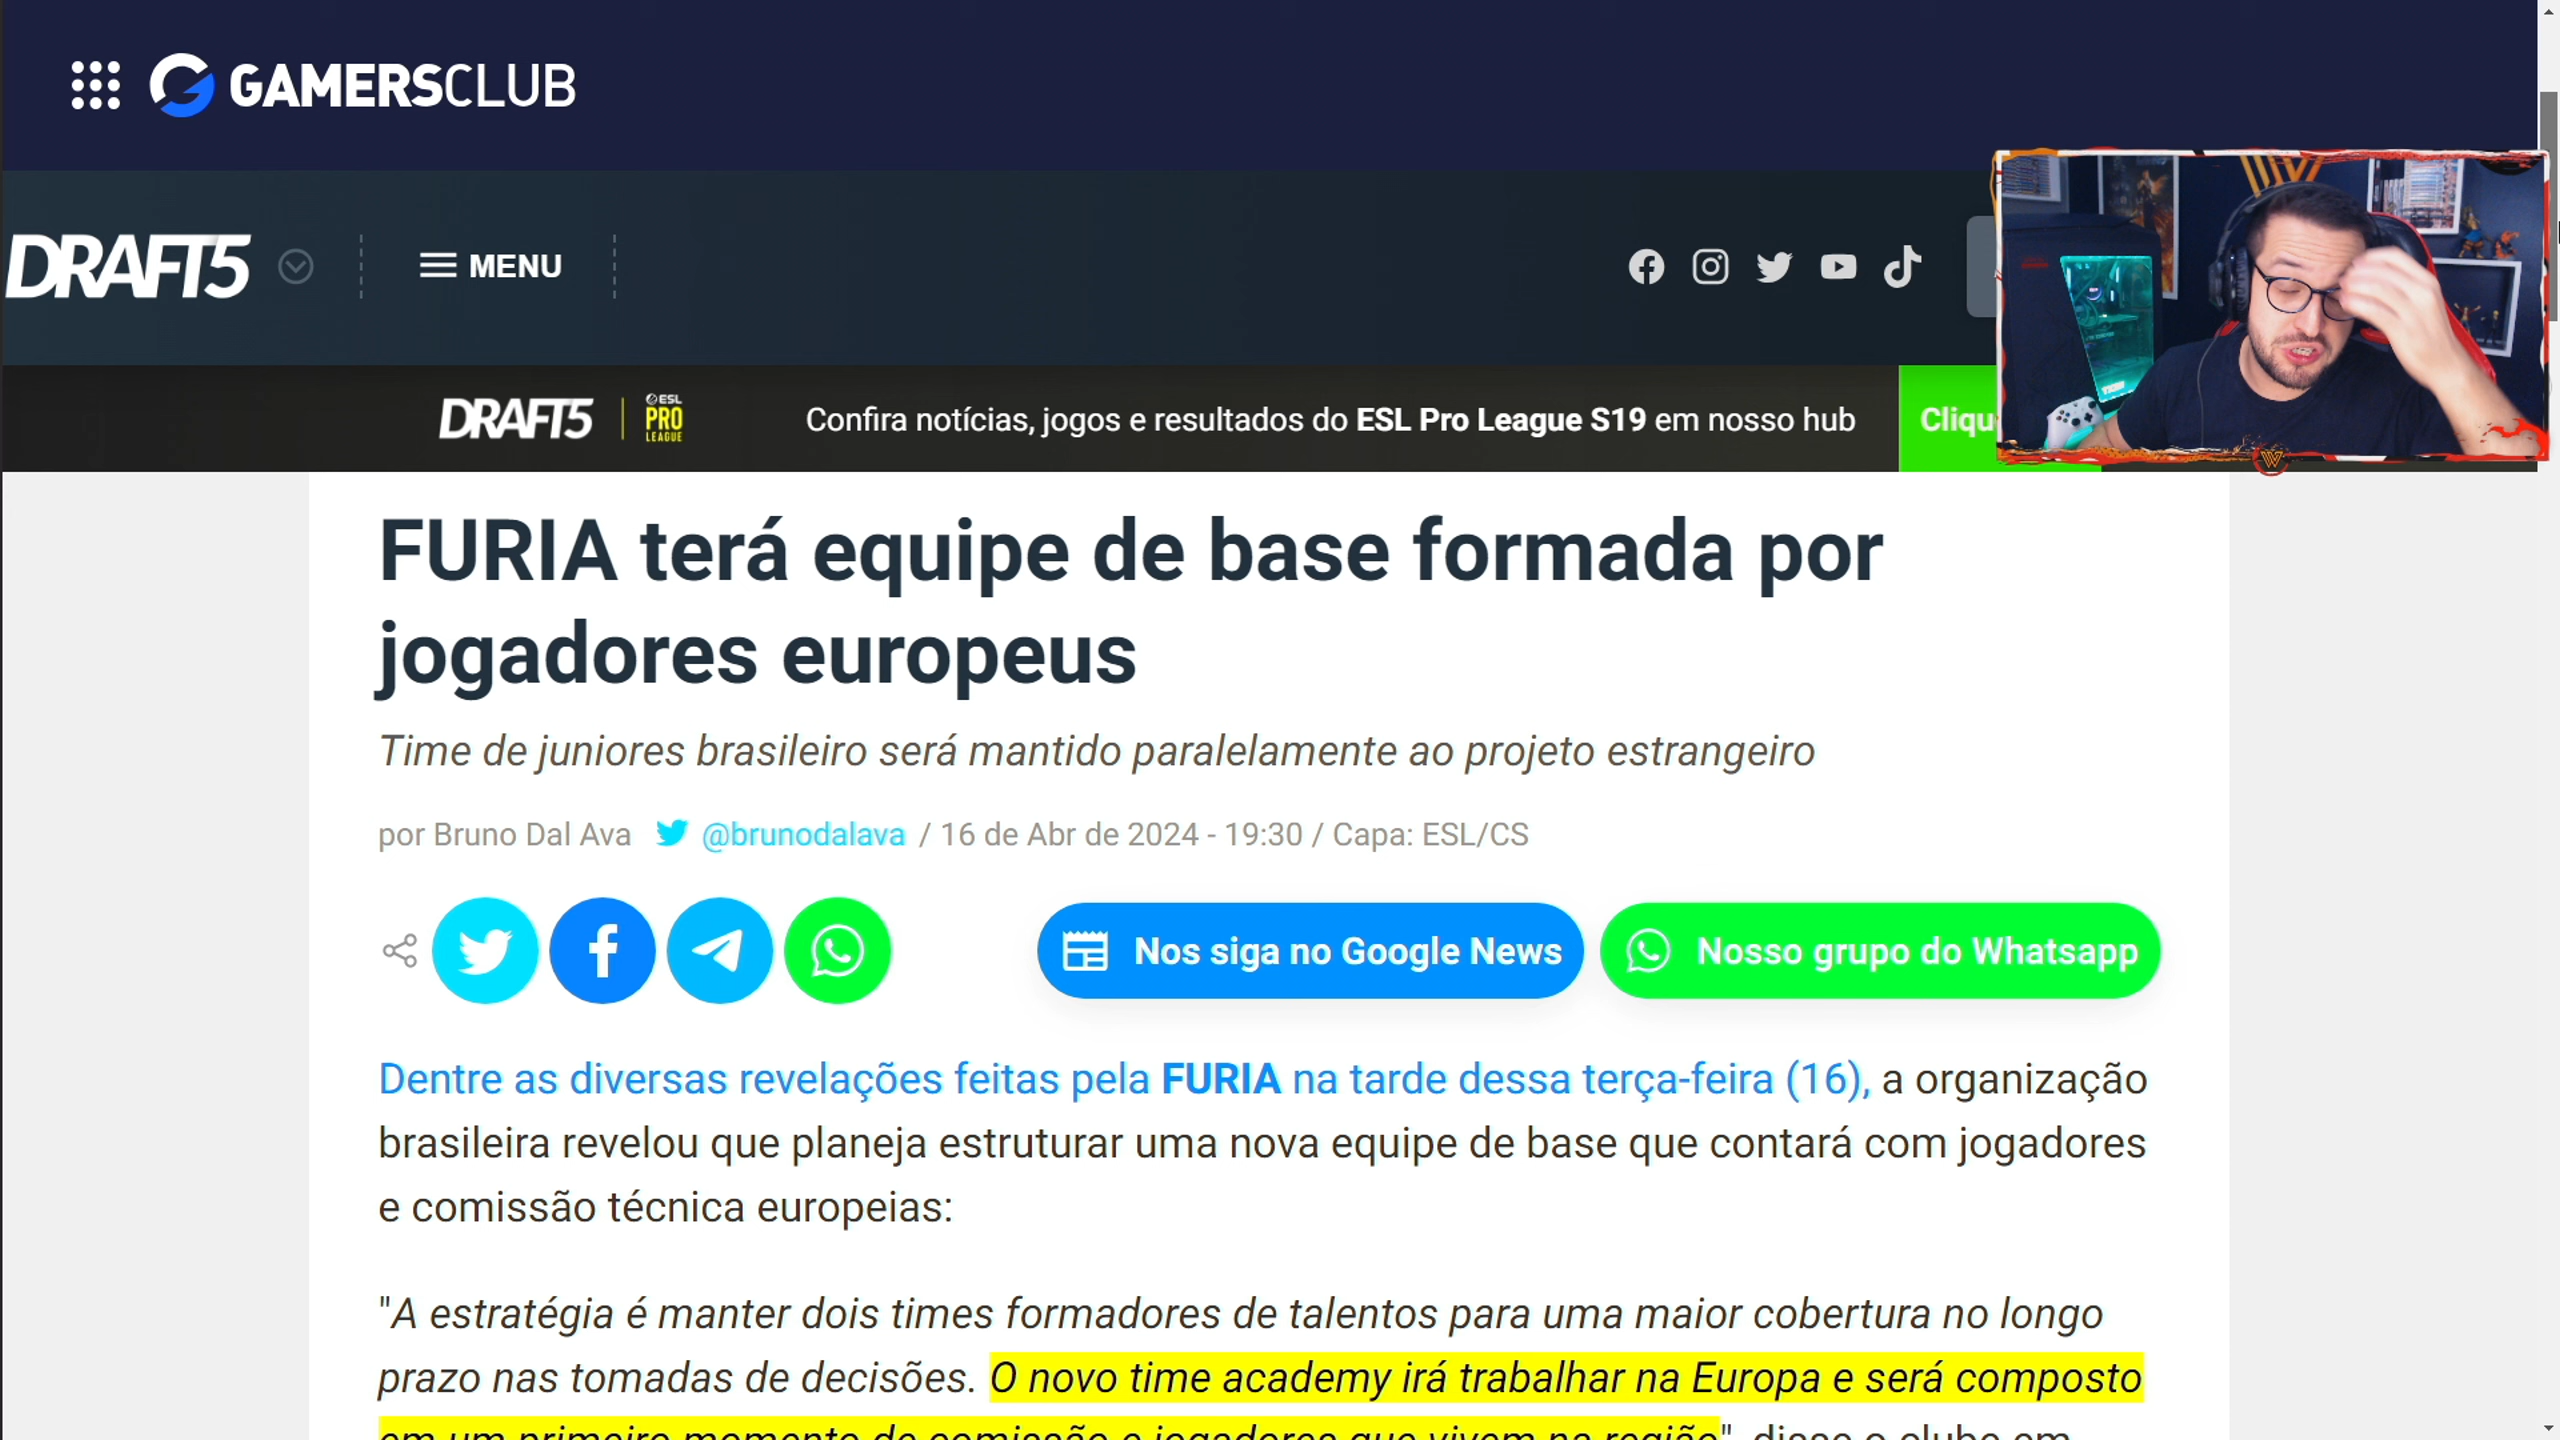 GAMERSCLUB
DRAFT5
MENU
DRAFT5 | ESL PRO LEAGUE
Confira notícias, jogos e resultados do ESL Pro League S19 em nosso hub
FURIA terá equipe de base formada por
jogadores europeus
Time de juniores brasileiro será mantido paralelamente ao projeto estrangeiro
por Bruno Dal Ava @brunodalava / 16 de Abr de 2024 - 19:30 / Capa: ESL/CS
Nos siga no Google News
Nosso grupo do Whatsapp
Dentre as diversas revelações feitas pela FURIA na tarde dessa terça-feira (16), a organização
brasileira revelou que planeja estruturar uma nova equipe de base que contará com jogadores
e comissão técnica europeias:
"A estratégia é manter dois times formadores de talentos para uma maior cobertura no longo
prazo nas tomadas de decisões. O novo time academy irá trabalhar na Europa e será composto
em um primeiro momento de comissão e jogadores que vivem na região", disse o clube em